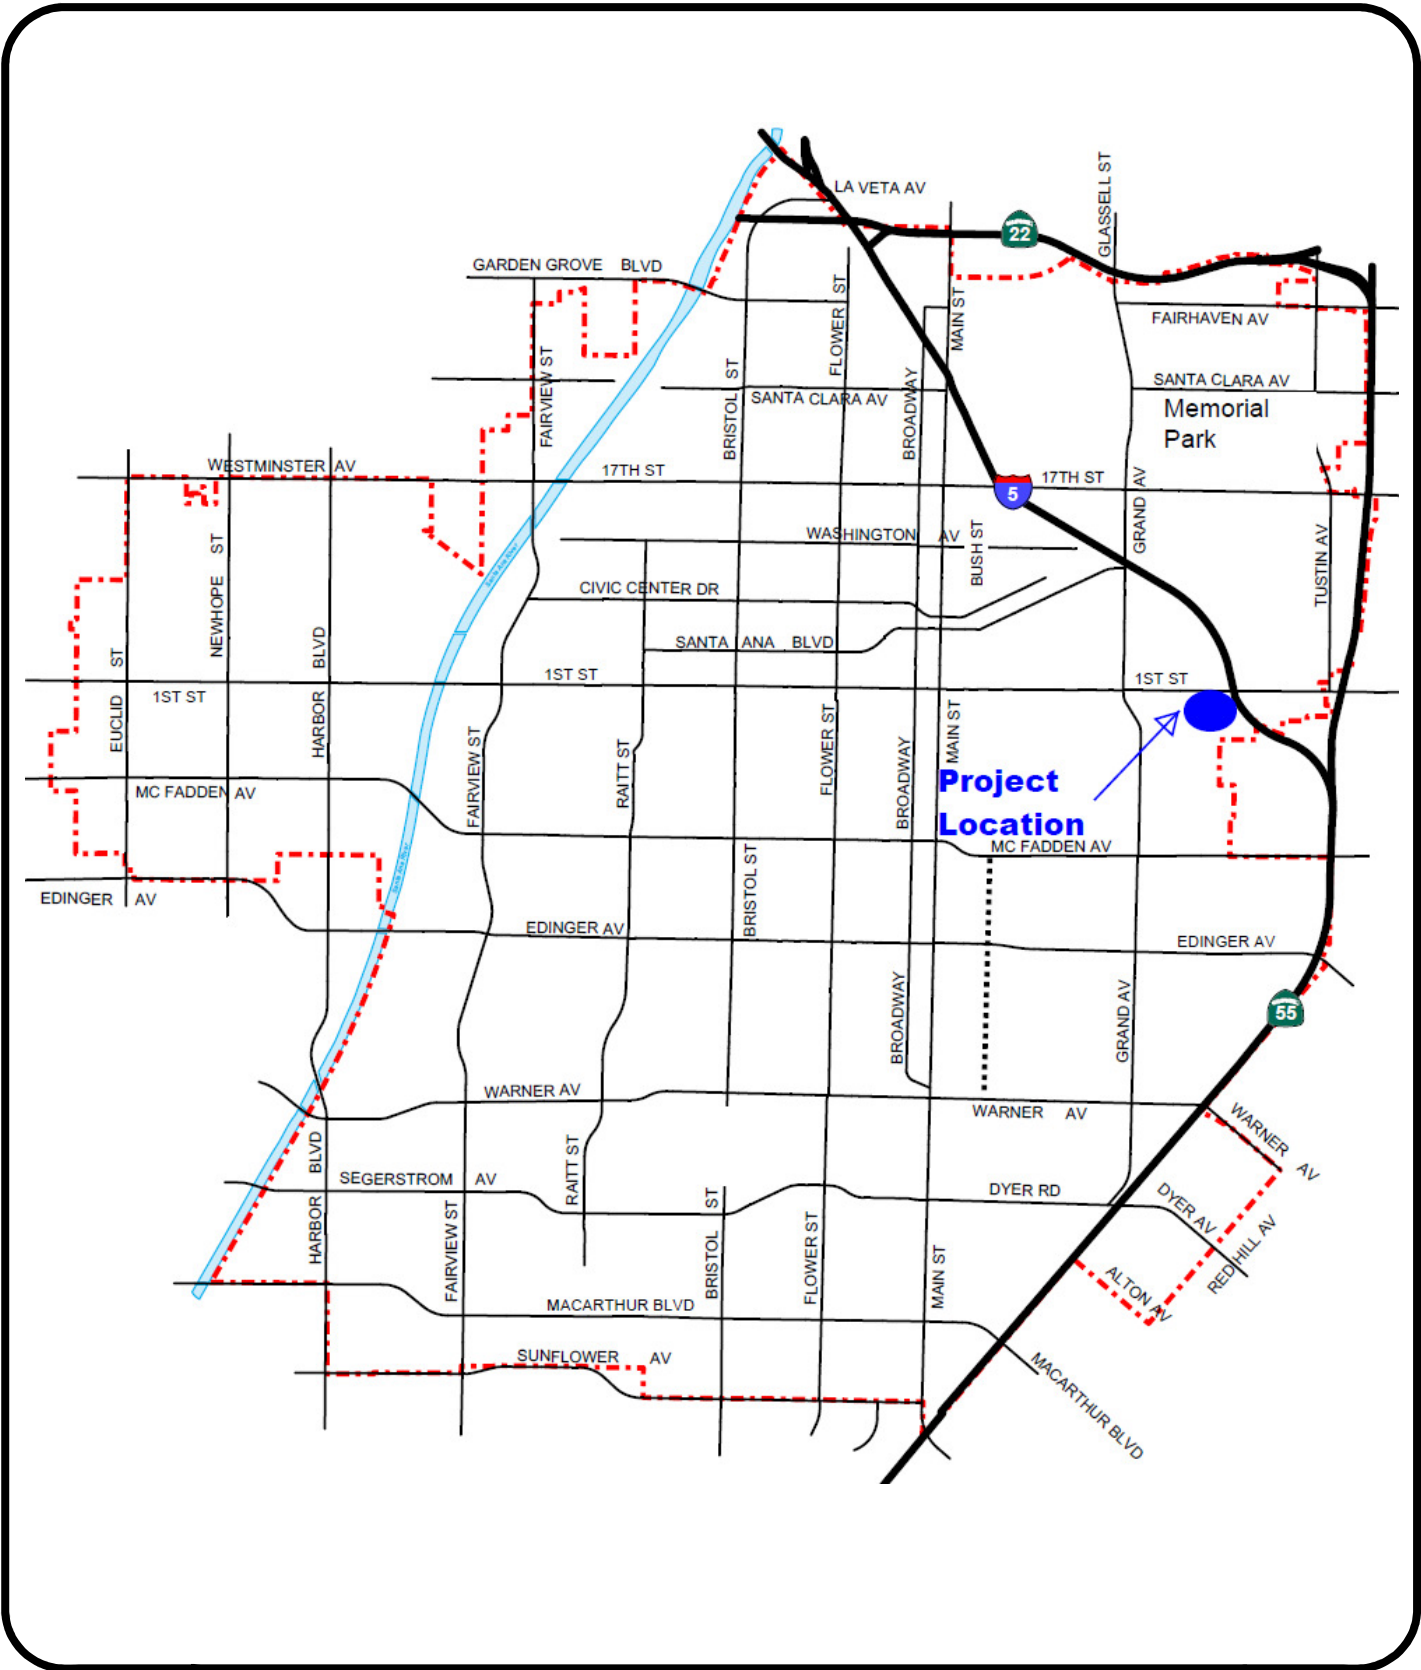 LA VETA AV
GLASSELL ST
22
GARDEN GROVE BLVD
FLOWER ST
MAIN ST
FAIRHAVEN AV
FAIRVIEW ST
BRISTOL ST
SANTA CLARA AV
BROADWAY
SANTA CLARA AV
Memorial
Park
WESTMINSTER AV
17TH ST
5
17TH ST
GRAND AV
WASHINGTON AV
BUSH ST
TUSTIN AV
NEWHOPE ST
Santa Ana River
CIVIC CENTER DR
SANTA ANA BLVD
EUCLID ST
HARBOR BLVD
1ST ST
1ST ST
1ST ST
FAIRVIEW ST
RAITT ST
FLOWER ST
BROADWAY
MAIN ST
Project
Location
MC FADDEN AV
MC FADDEN AV
Santa Ana River
BRISTOL ST
EDINGER AV
EDINGER AV
EDINGER AV
BROADWAY
GRAND AV
55
WARNER AV
WARNER AV
WARNER AV
HARBOR BLVD
SEGERSTROM AV
RAITT ST
DYER RD
DYER AV
RED HILL AV
FAIRVIEW ST
BRISTOL ST
FLOWER ST
MAIN ST
ALTON AV
MACARTHUR BLVD
SUNFLOWER AV
MACARTHUR BLVD